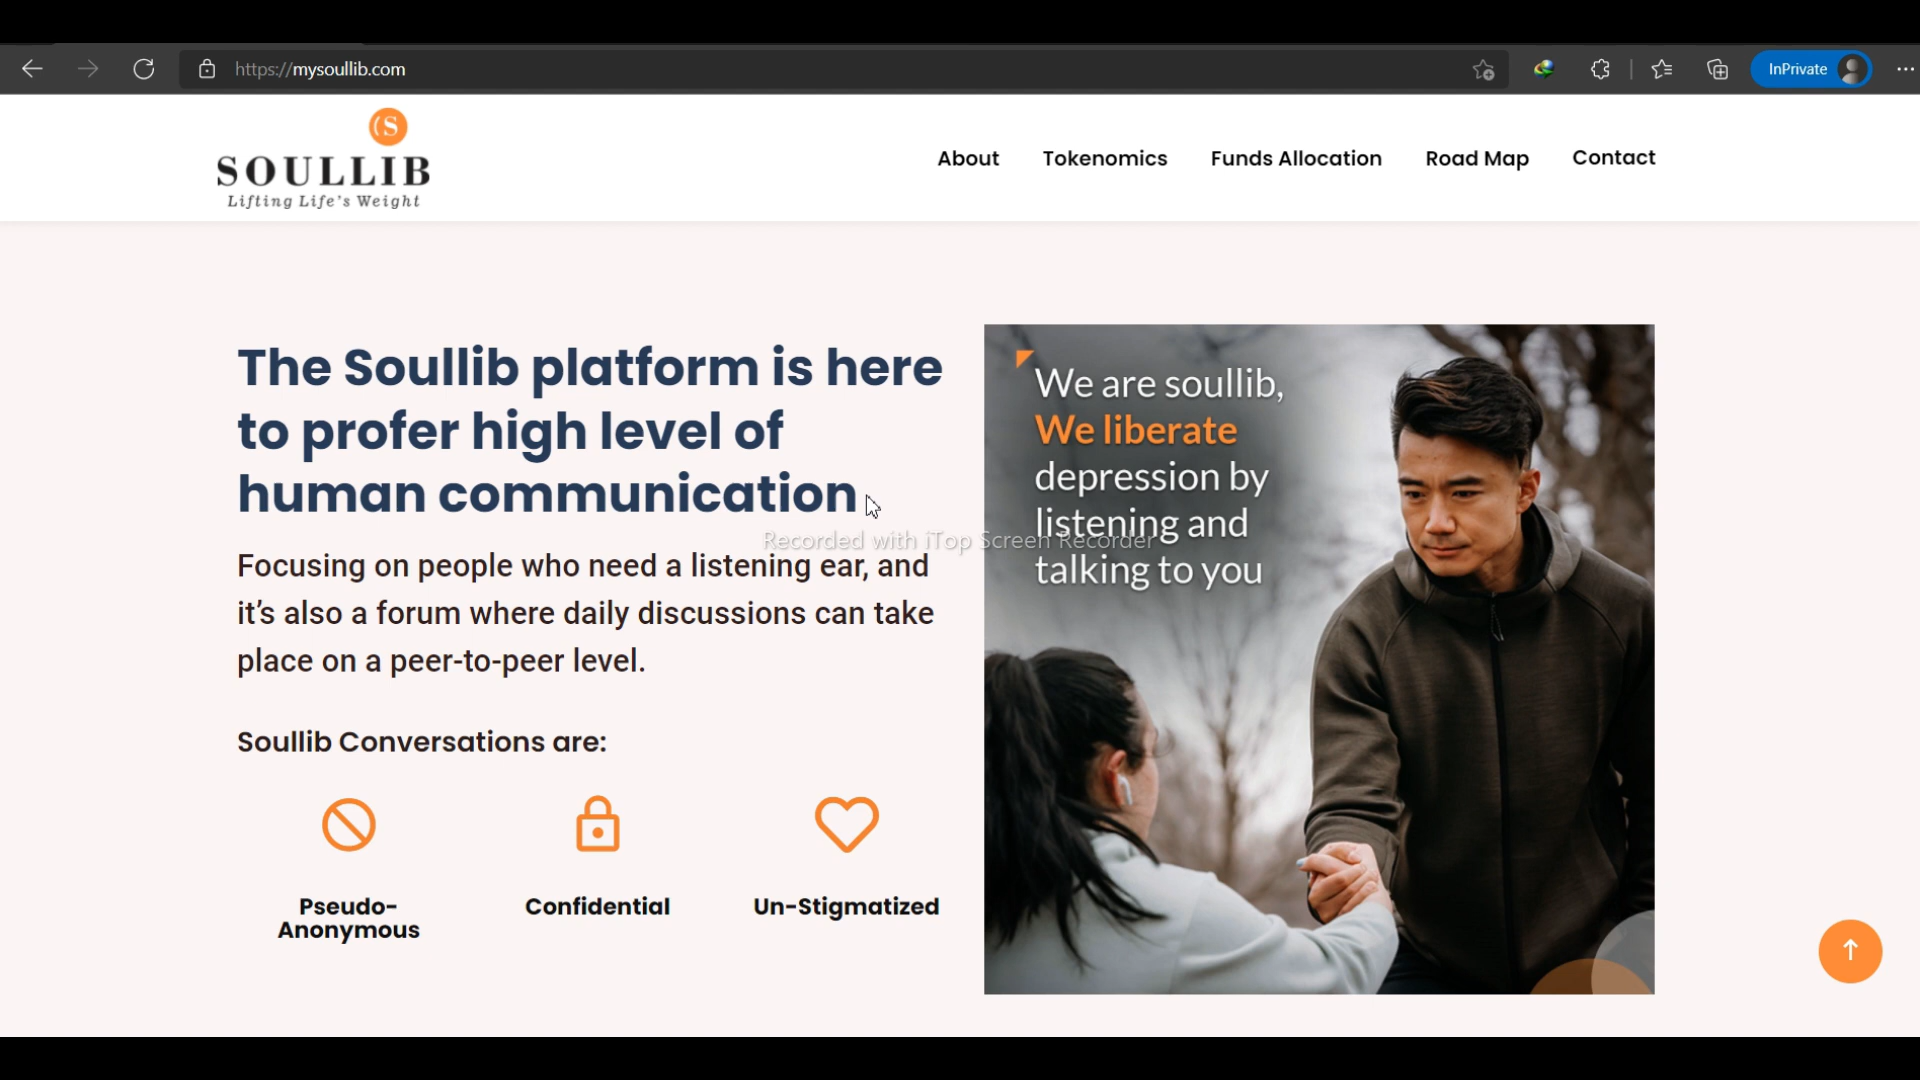 https://mysoullib.com
InPrivate
(S
SOULLIB
Lifting Life's Weight
About
Tokenomics
Funds Allocation
Road Map
Contact
The Soullib platform is here
to profer high level of
human communication
Focusing on people who need a listening ear, and
it’s also a forum where daily discussions can take
place on a peer-to-peer level.
Soullib Conversations are:
Pseudo-
Anonymous
Confidential
Un-Stigmatized
We are soullib,
We liberate
depression by
listening and
talking to you
Recorded with iTop Screen Recorder